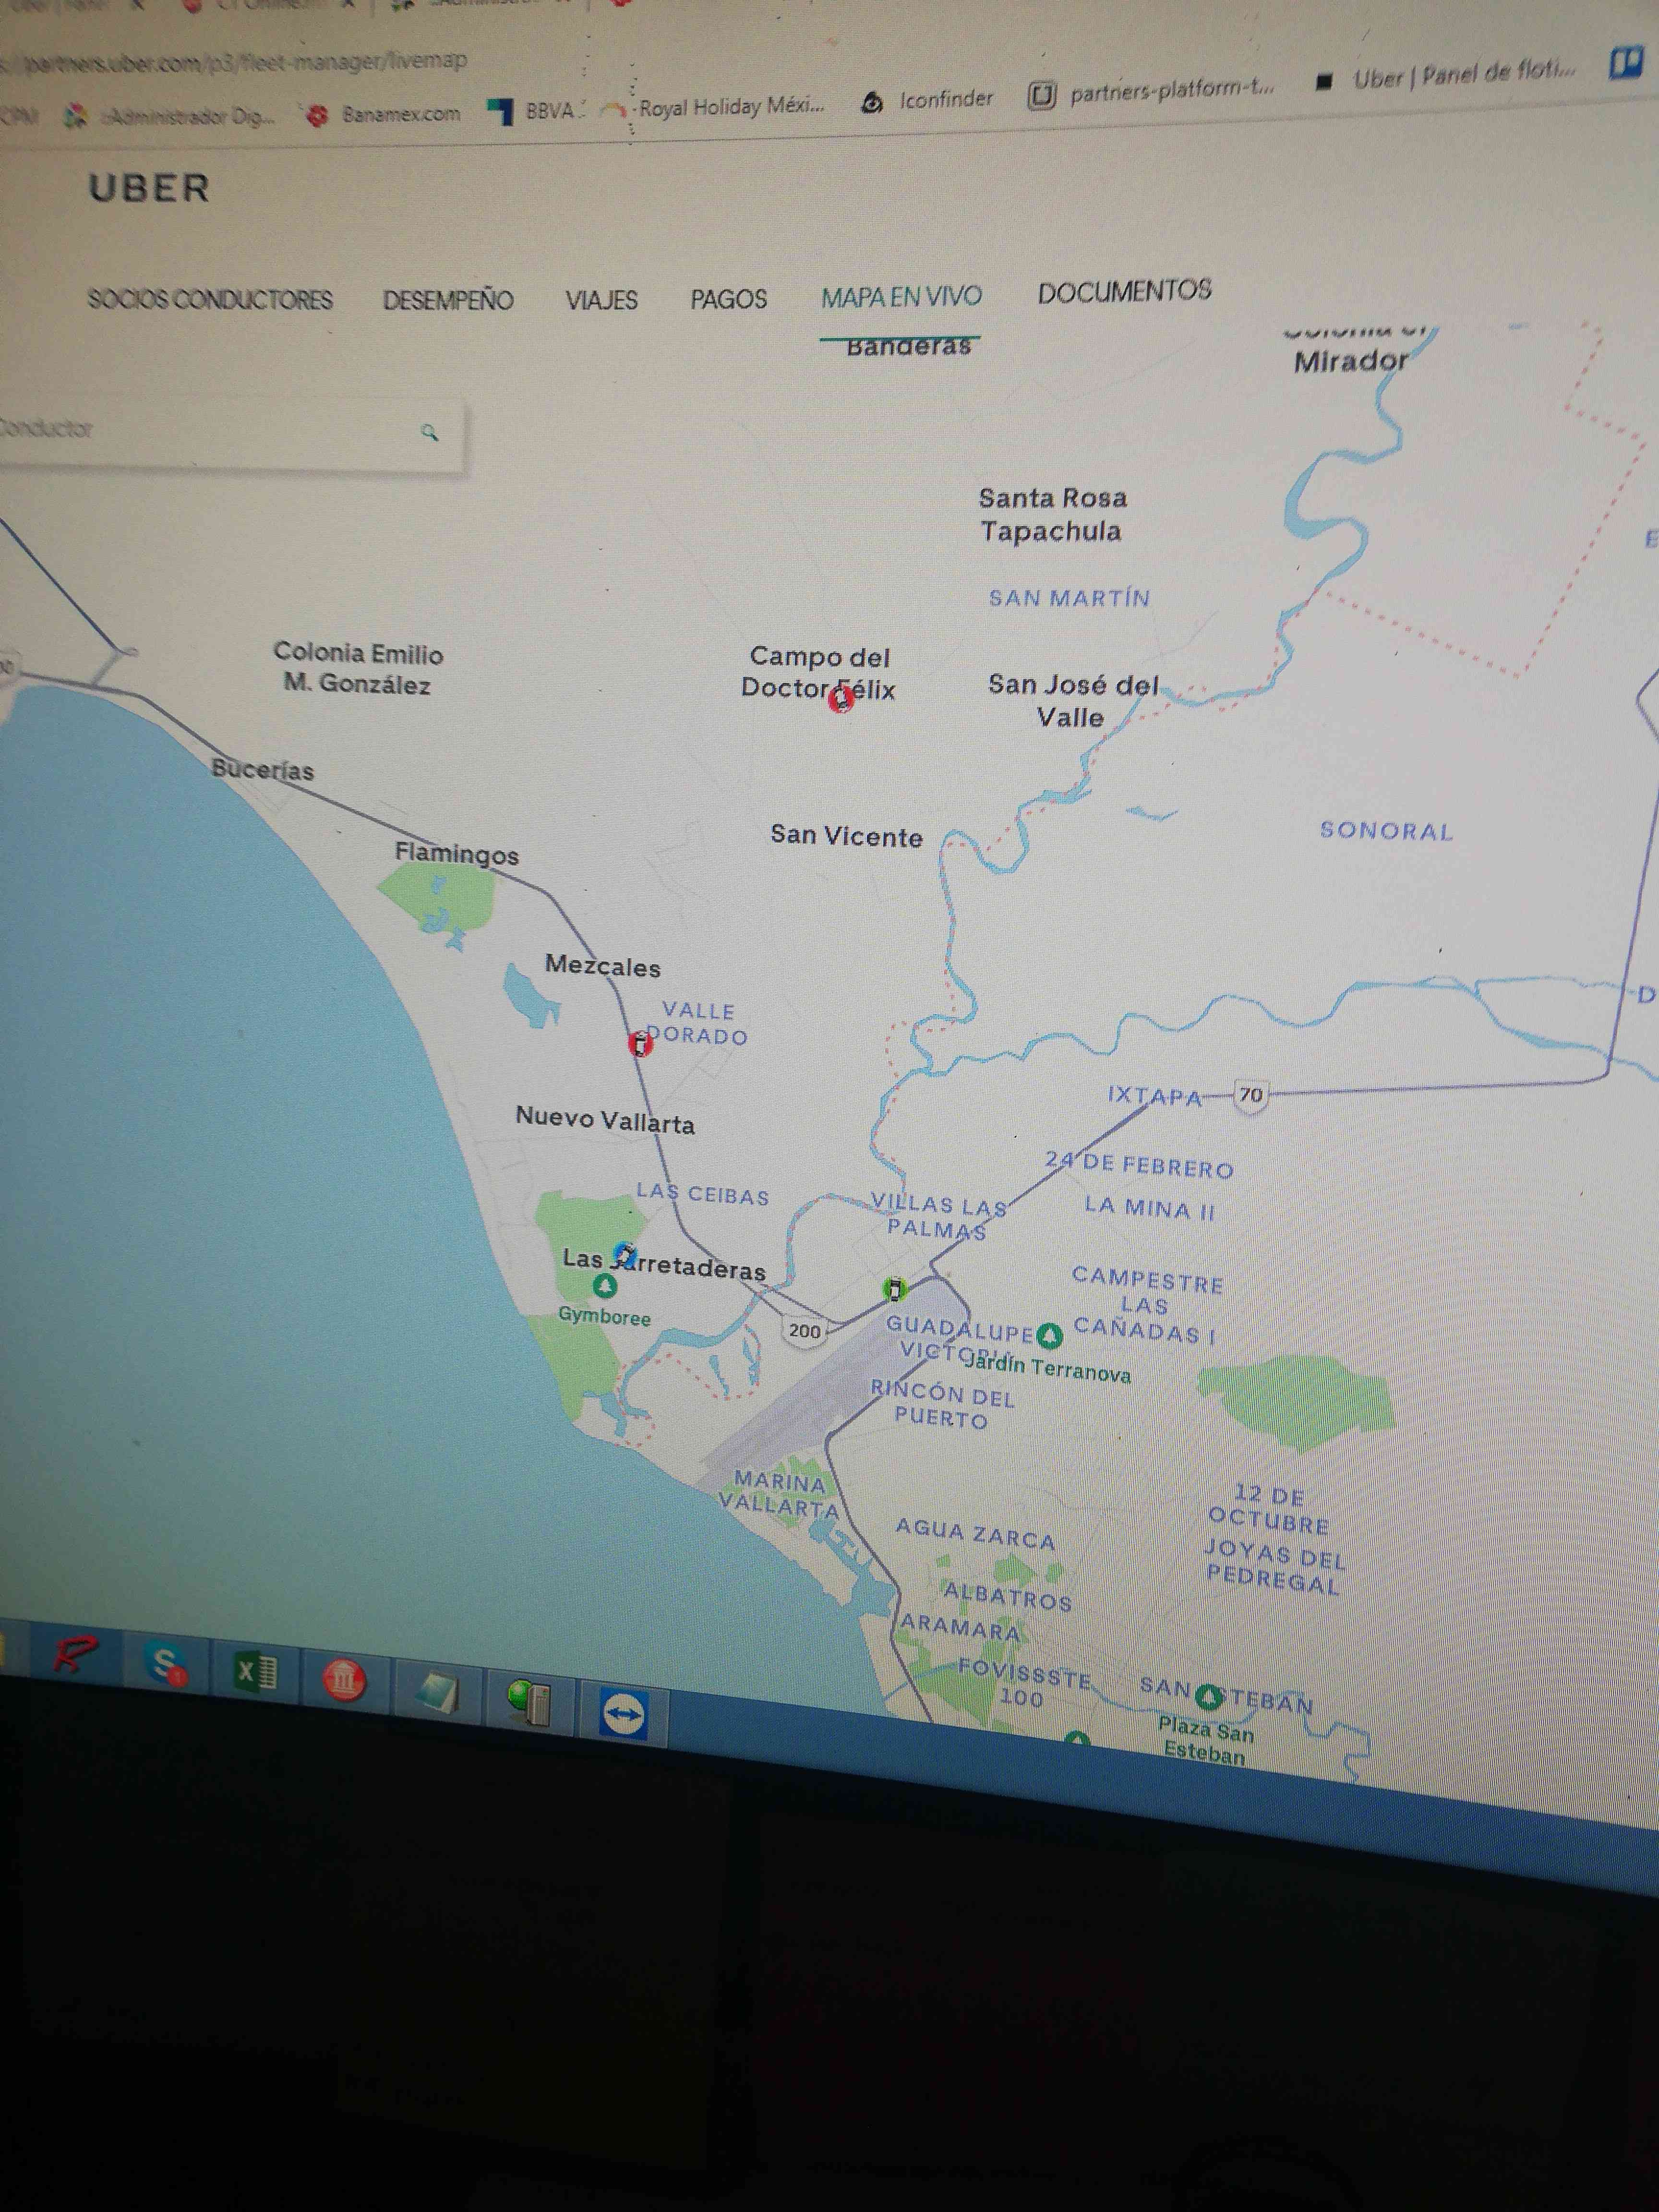 partners.uber.com/p3/fleet-manager/livemap
CPM
Administrador Dig...
Banamex.com
BBVA
Royal Holiday Méxi...
Iconfinder
partners-platform-t...
Uber | Panel de floti...
UBER
SOCIOS CONDUCTORES
DESEMPEÑO
VIAJES
PAGOS
MAPA EN VIVO
DOCUMENTOS
Banderas
Mirador
Conductor
Santa Rosa
Tapachula
SAN MARTÍN
Colonia Emilio
M. González
Campo del
Doctor Félix
San José del
Valle
Bucerías
San Vicente
SONORAL
Flamingos
Mezcales
VALLE
DORADO
D
IXTAPA
70
Nuevo Vallarta
24 DE FEBRERO
LAS CEIBAS
VILLAS LAS
PALMAS
LA MINA II
Las Jarretaderas
CAMPESTRE
LAS
CAÑADAS I
Gymboree
200
GUADALUPE
VICTORIA
Jardín Terranova
RINCÓN DEL
PUERTO
MARINA
VALLARTA
12 DE
OCTUBRE
AGUA ZARCA
JOYAS DEL
PEDREGAL
ALBATROS
ARAMARA
FOVISSSTE
100
SAN ESTEBAN
Plaza San
Esteban